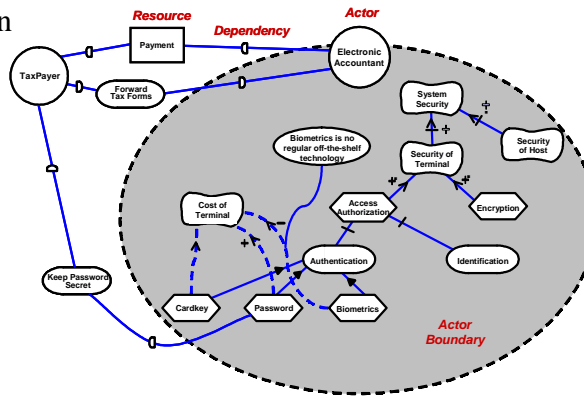 n
Resource
Dependency
Actor
Payment
TaxPayer
Electronic
Accountant
Forward
Tax Forms
System
Security
Biometrics is no
regular off-the-shelf
technology
Security
of Host
Security of
Terminal
Cost of
Terminal
Access
Authorization
Encryption
Authentication
Identification
Keep Password
Secret
Cardkey
Password
Biometrics
Actor
Boundary